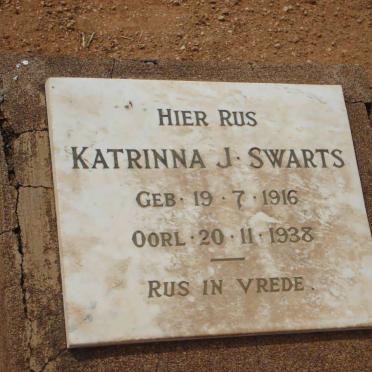 HIER RUS
KATRINNA J. SWARTS
GEB. 19.7.1916
OORL. 20.11.1938
RUS IN VREDE.